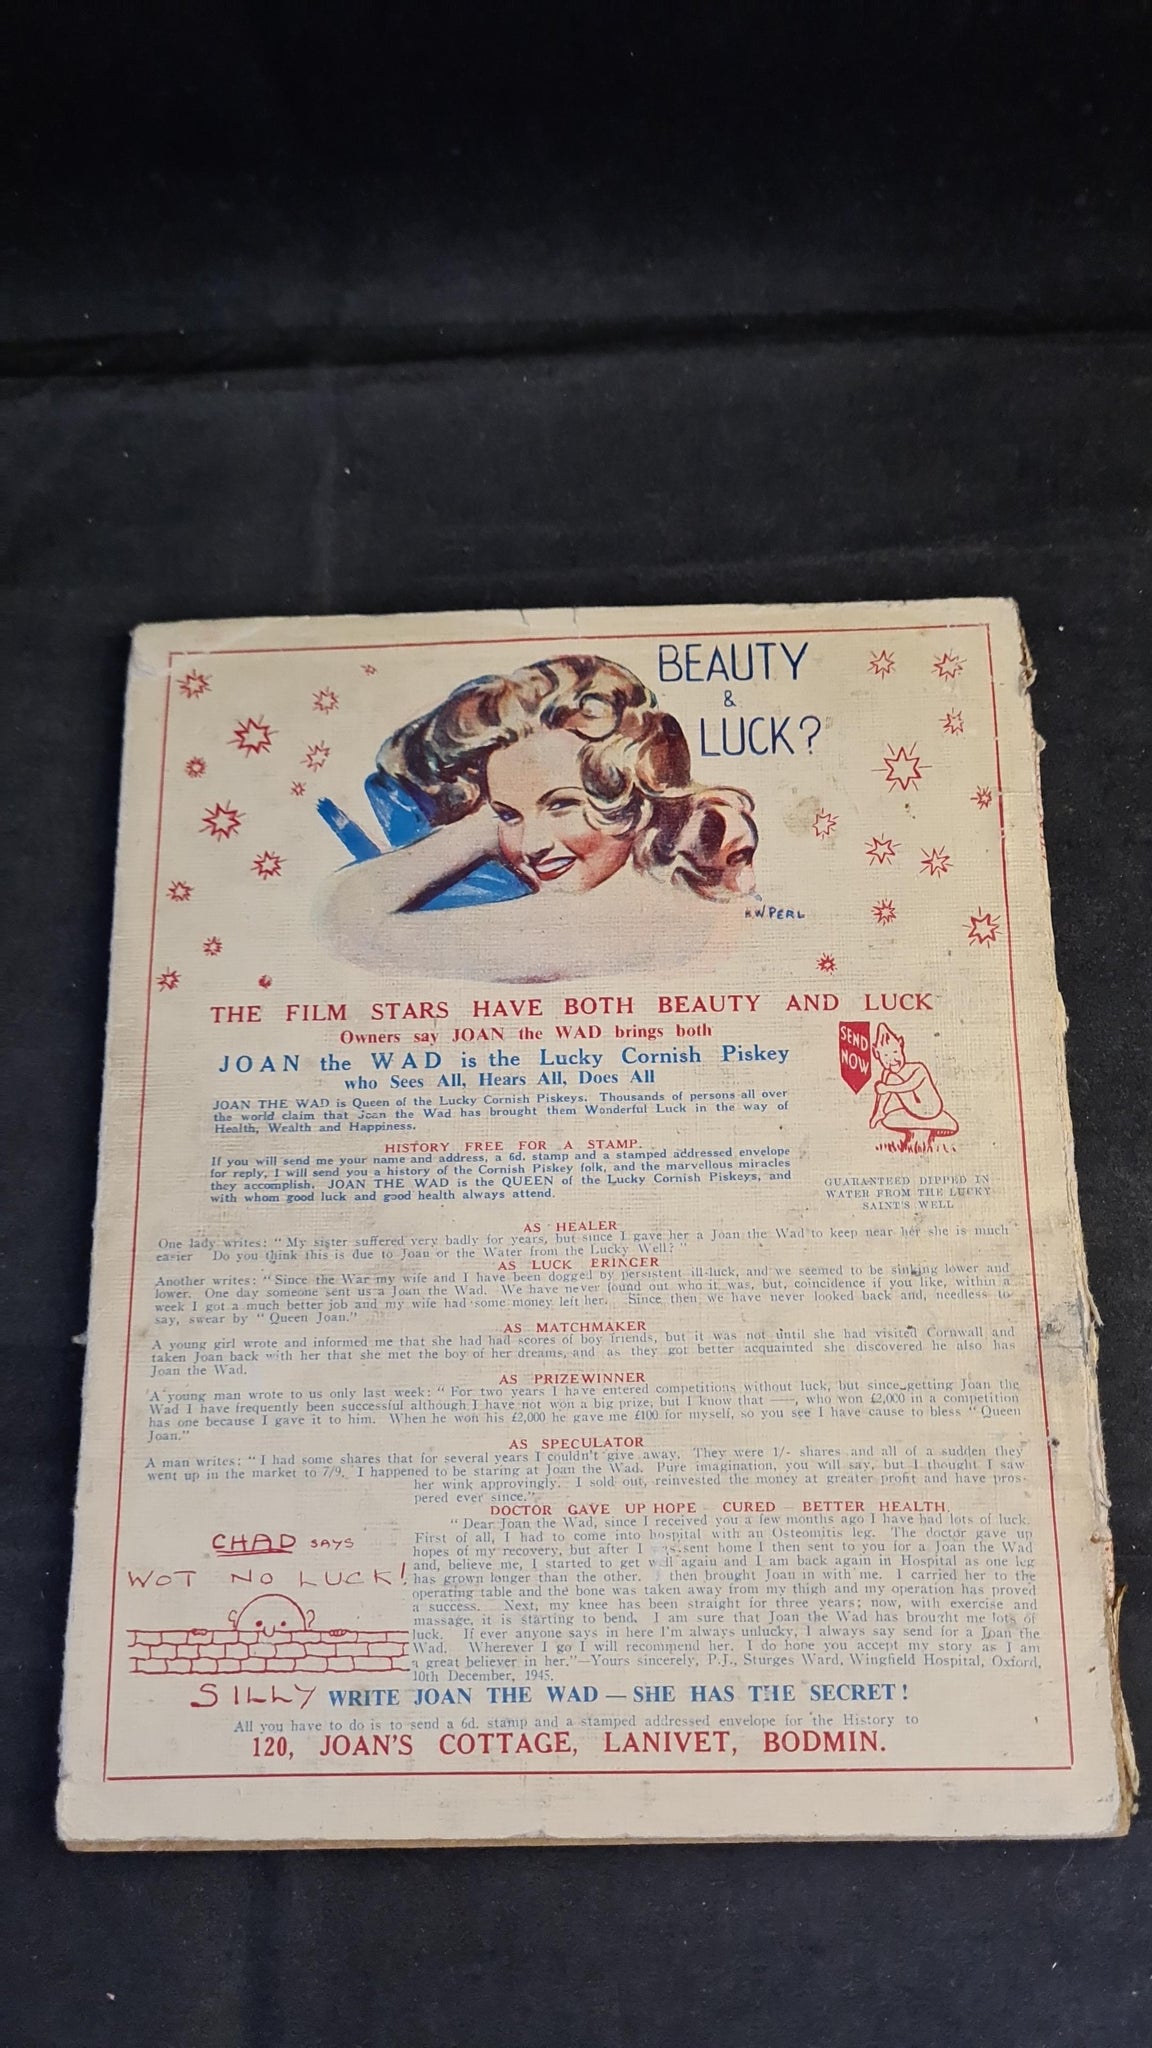 BEAUTY
&
LUCK?
H.W.PERL
THE FILM STARS HAVE BOTH BEAUTY AND LUCK
Owners say JOAN the WAD brings both
JOAN the WAD is the Lucky Cornish Piskey
who Sees All, Hears All, Does All
SEND
NOW
JOAN THE WAD is Queen of the Lucky Cornish Piskeys. Thousands of persons all over
the world claim that Joan the Wad has brought them Wonderful Luck in the way of
Health, Wealth and Happiness.
HISTORY FREE FOR A STAMP.
If you will send me your name and address, a 6d. stamp and a stamped addressed envelope
for reply, I will send you a history of the Cornish Piskey folk, and the marvellous miracles
they accomplish. JOAN THE WAD is the QUEEN of the Lucky Cornish Piskeys, and
with whom good luck and good health always attend.
GUARANTEED DIPPED IN
WATER FROM THE LUCKY
SAINT'S WELL
AS HEALER
One lady writes: "My sister suffered very badly for years, but since I gave her a Joan the Wad to keep near her she is much
easier Do you think this is due to Joan or the Water from the Lucky Well?"
AS LUCK BRINGER
Another writes: "Since the War my wife and I have been dogged by persistent ill-luck, and we seemed to be sinking lower and
lower. One day someone sent us a Joan the Wad. We have never found out who it was, but, coincidence if you like, within a
week I got a much better job and my wife had some money left her. Since then we have never looked back and, needless to
say, swear by "Queen Joan."
AS MATCHMAKER
A young girl wrote and informed me that she had had scores of boy friends, but it was not until she had visited Cornwall and
taken Joan back with her that she met the boy of her dreams, and as they got better acquainted she discovered he also has
Joan the Wad.
AS PRIZEWINNER
A young man wrote to us only last week: "For two years I have entered competitions without luck, but since getting Joan the
Wad I have frequently been successful although I have not won a big prize, but I know that ——, who won £2,000 in a competition
has one because I gave it to him. When he won his £2,000 he gave me £100 for myself, so you see I have cause to bless "Queen
Joan."
AS SPECULATOR
A man writes: "I had some shares that for several years I couldn't give away. They were 1/- shares and all of a sudden they
went up in the market to 7/9. I happened to be staring at Joan the Wad. Pure imagination, you will say, but I thought I saw
her wink approvingly. I sold out, reinvested the money at greater profit and have pros-
pered ever since."
DOCTOR GAVE UP HOPE - CURED - BETTER HEALTH.
"Dear Joan the Wad, since I received you a few months ago I have had lots of luck.
First of all, I had to come into hospital with an Osteomitis leg. The doctor gave up
hopes of my recovery, but after I was sent home I then sent to you for a Joan the Wad
and, believe me, I started to get well again and I am back again in Hospital as one leg
has grown longer than the other. I then brought Joan in with me. I carried her to the
operating table and the bone was taken away from my thigh and my operation has proved
a success. Next, my knee has been straight for three years; now, with exercise and
massage, it is starting to bend. I am sure that Joan the Wad has brought me lots of
luck. If ever anyone says in here I'm always unlucky, I always say send for a Joan the
Wad. Wherever I go I will recommend her. I do hope you accept my story as I am
a great believer in her."—Yours sincerely, P.J., Sturges Ward, Wingfield Hospital, Oxford,
10th December, 1945.
CHAD SAYS
WOT NO LUCK!
SILLY WRITE JOAN THE WAD — SHE HAS THE SECRET!
All you have to do is to send a 6d. stamp and a stamped addressed envelope for the History to
120, JOAN'S COTTAGE, LANIVET, BODMIN.